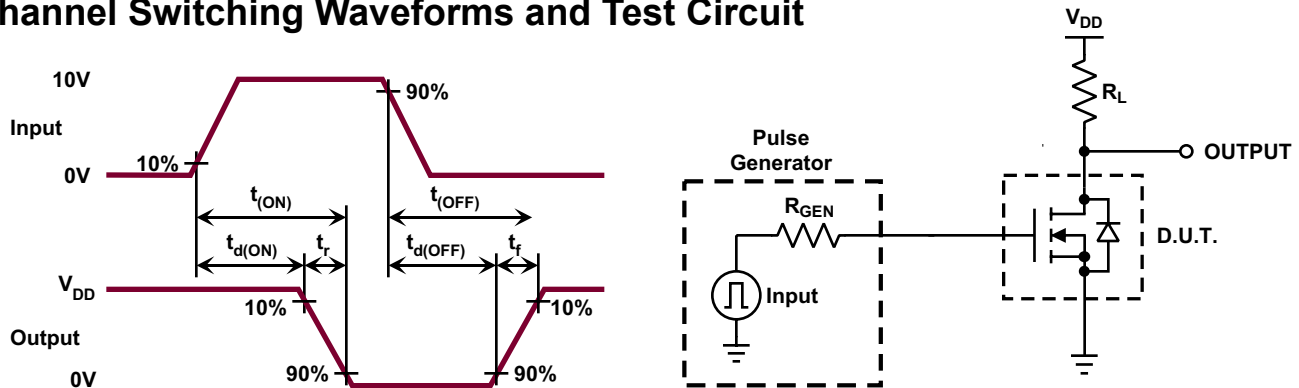 hannel Switching Waveforms and Test Circuit
10V
Input
0V
10%
90%
t(ON)
t(OFF)
td(ON)
tr
td(OFF)
tf
VDD
Output
0V
10%
90%
10%
90%
Pulse
Generator
RGEN
Input
VDD
RL
OUTPUT
D.U.T.